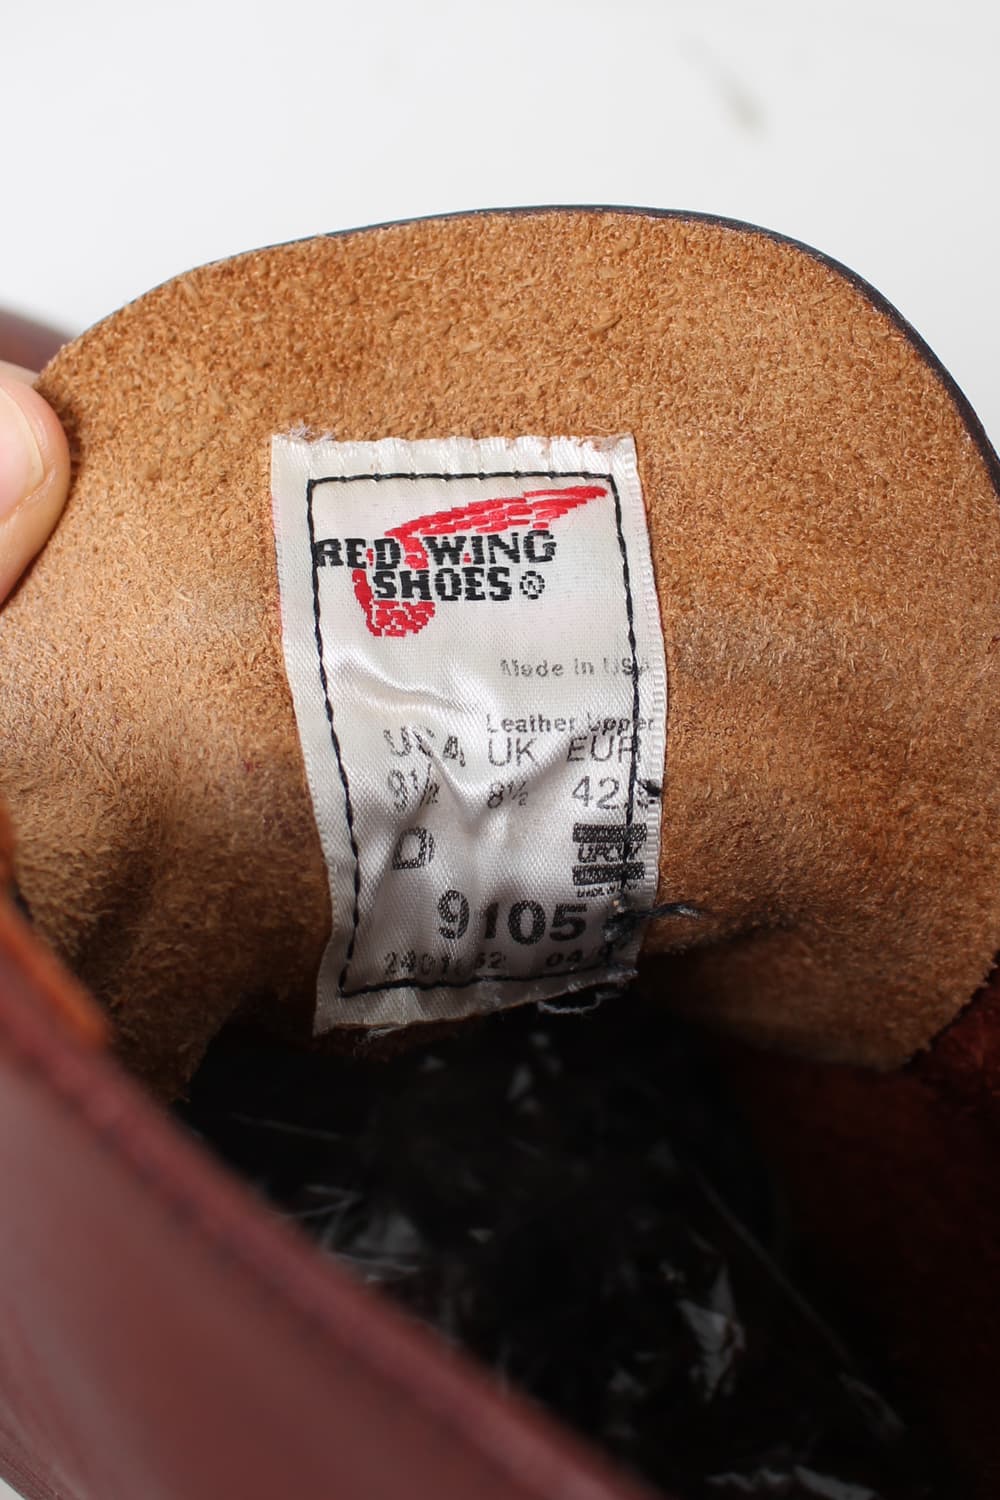 RED WING
SHOES®
Made in USA
Leather Upper
USA UK EUR
9½ 8½ 42.5
D
9105